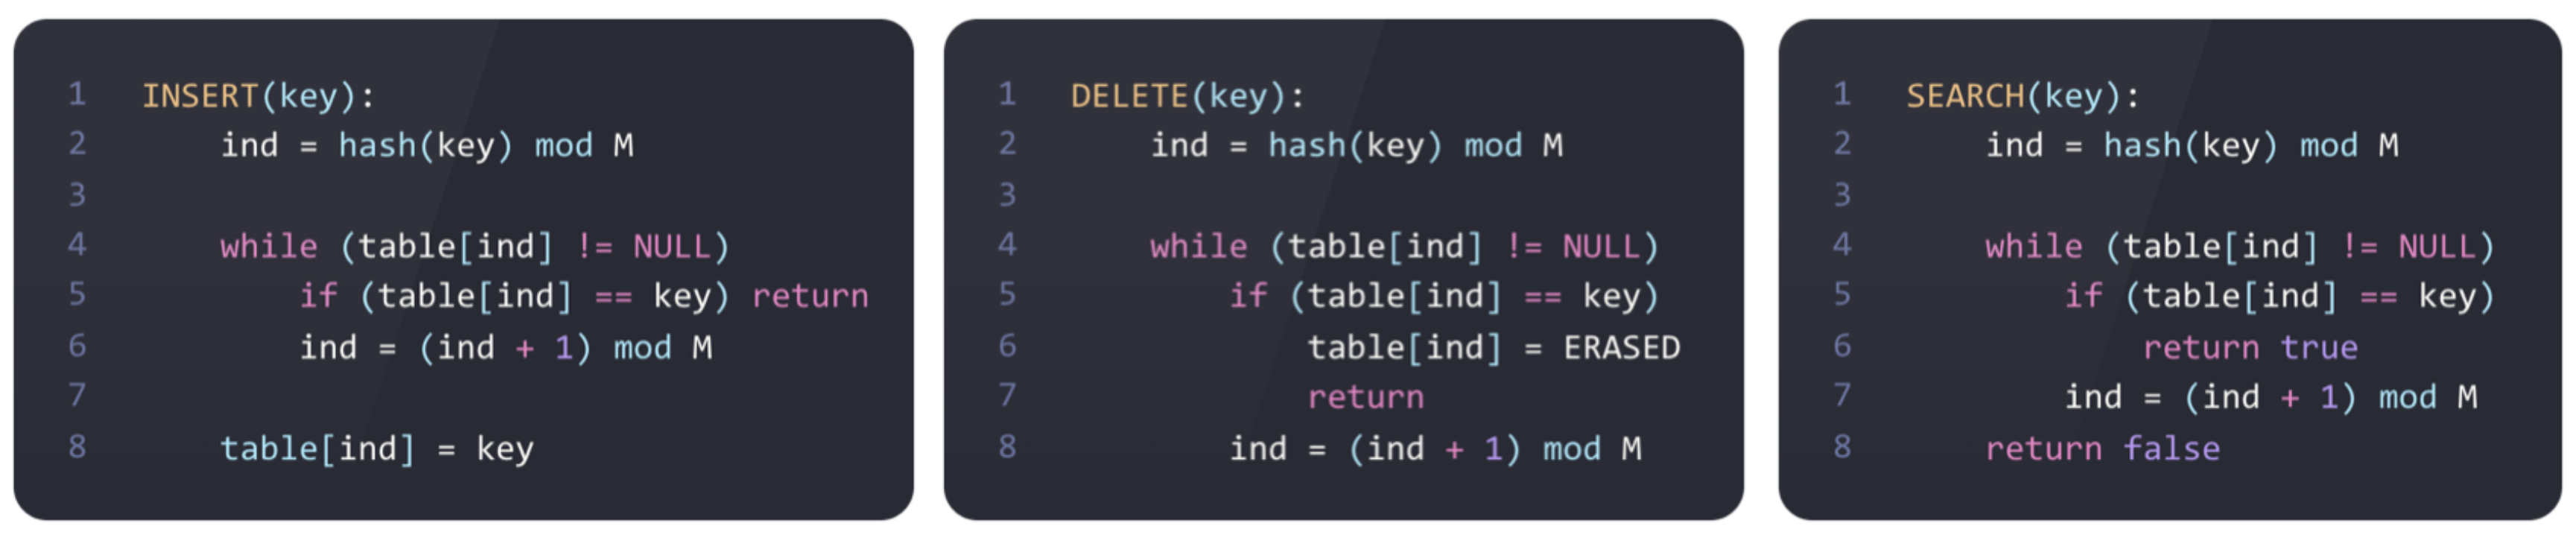 1 INSERT(key):
2 ind = hash(key) mod M
3
4 while (table[ind] != NULL)
5 if (table[ind] == key) return
6 ind = (ind + 1) mod M
7
8 table[ind] = key
1 DELETE(key):
2 ind = hash(key) mod M
3
4 while (table[ind] != NULL)
5 if (table[ind] == key)
6 table[ind] = ERASED
7 return
8 ind = (ind + 1) mod M
1 SEARCH(key):
2 ind = hash(key) mod M
3
4 while (table[ind] != NULL)
5 if (table[ind] == key)
6 return true
7 ind = (ind + 1) mod M
8 return false